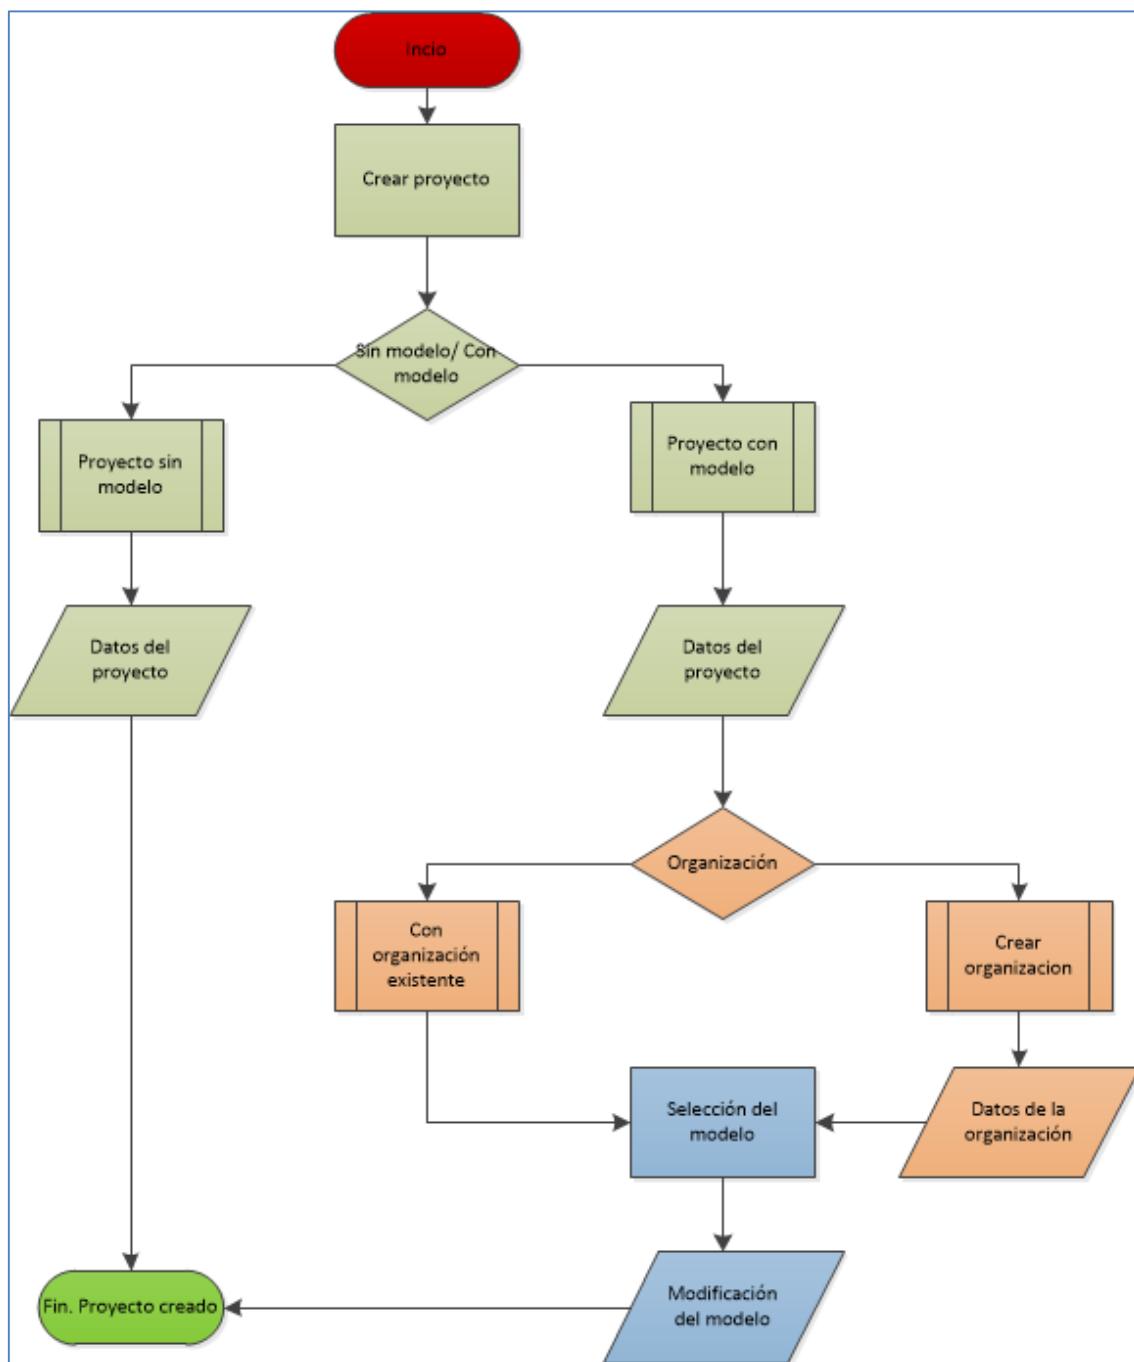 Incio
Crear proyecto
Sin modelo/ Con
modelo
Proyecto sin
modelo
Proyecto con
modelo
Datos del
proyecto
Datos del
proyecto
Organización
Con
organización
existente
Crear
organizacion
Selección del
modelo
Datos de la
organización
Fin. Proyecto creado
Modificación
del modelo